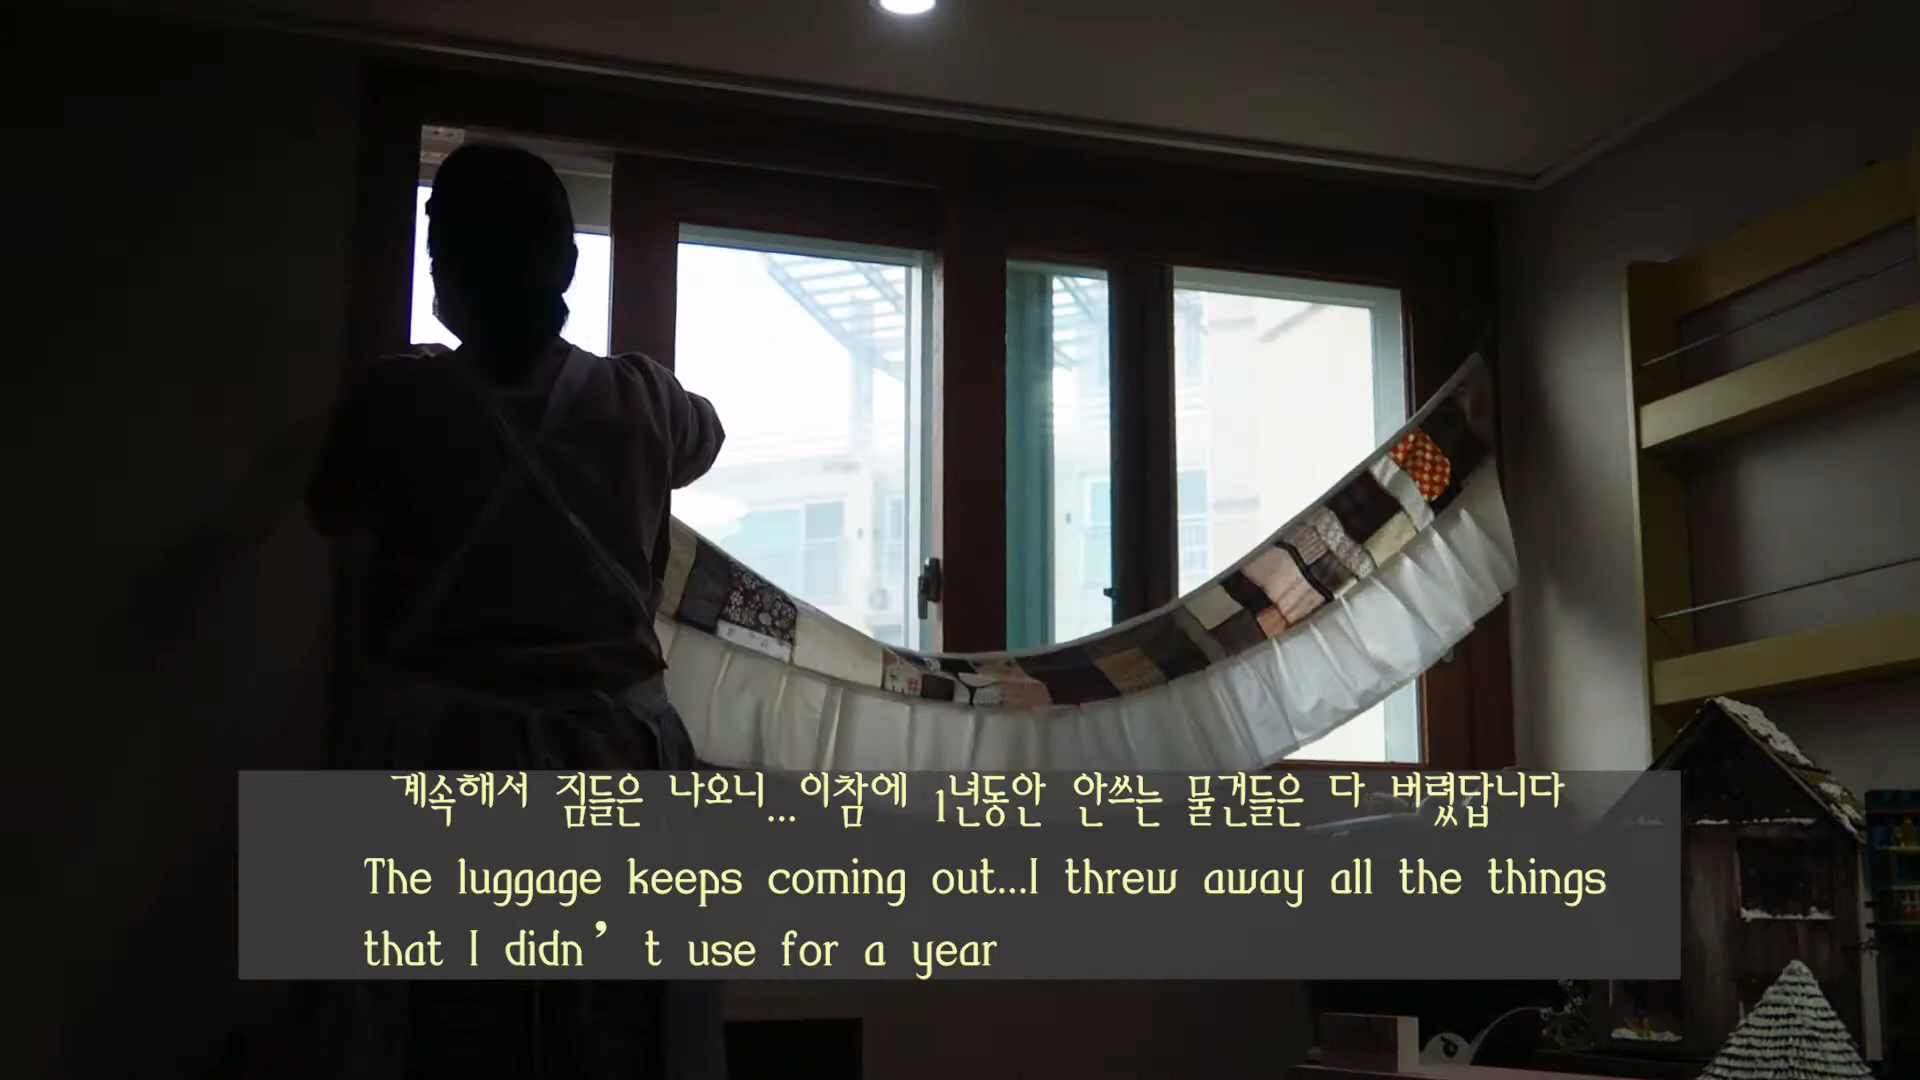 계속해서 짐들은 나오니... 이참에 1년동안 안쓰는 물건들은 다 버렸답니다
The luggage keeps coming out...I threw away all the things
that I didn’t use for a year